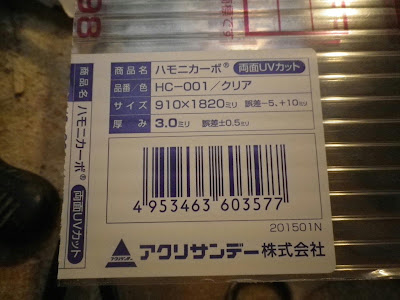 98
商品名 ハモニカーボ® 両面UVカット
品番/色 HC-001/クリア
サイズ 910×1820ミリ 誤差-5、+10ミリ
厚み 3.0ミリ 誤差±0.5ミリ
4953463603577
201501N
アクリサンデー株式会社
商品名 ハモニカーボ® 両面UVカット